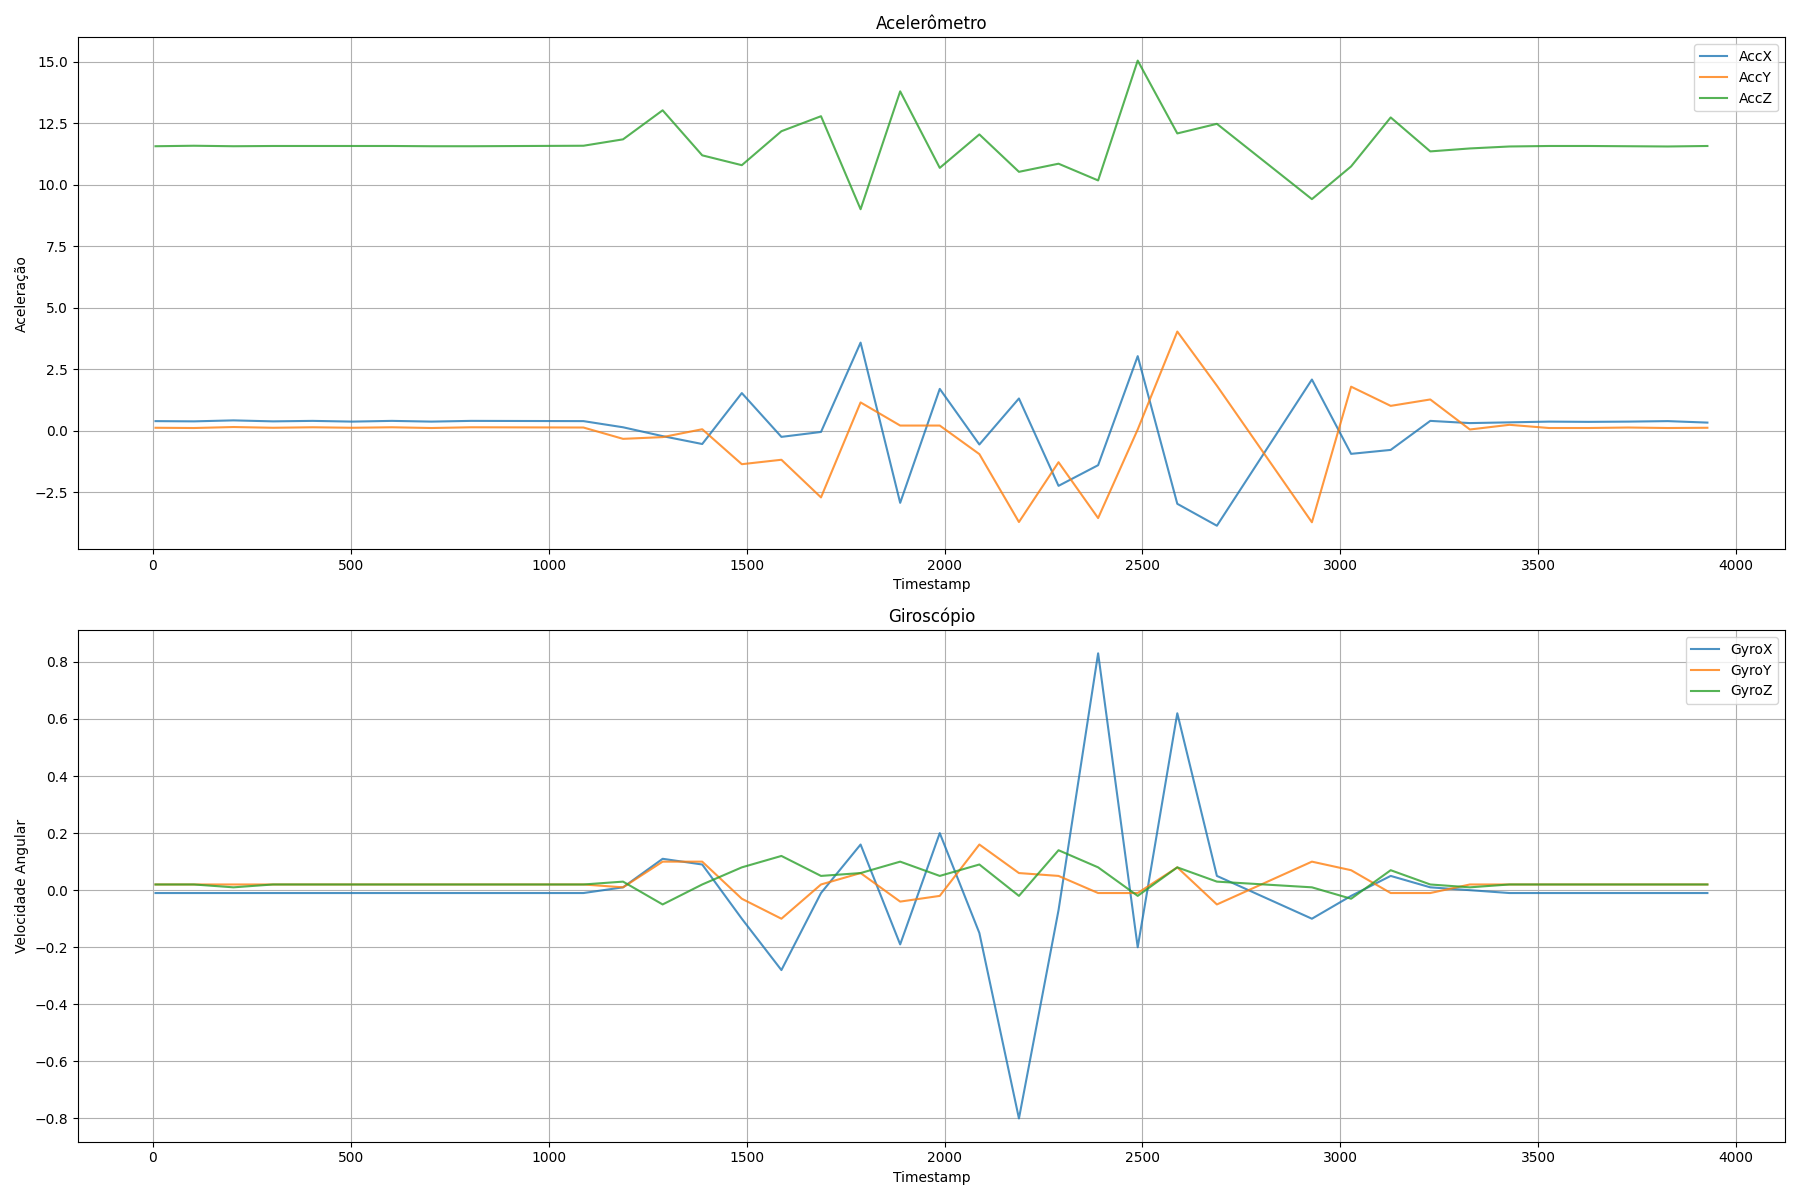 Acelerômetro
AccX
AccY
AccZ
15.0
12.5
10.0
7.5
5.0
2.5
0.0
−2.5
Aceleração
0 500 1000 1500 2000 2500 3000 3500 4000
Timestamp
Giroscópio
GyroX
GyroY
GyroZ
0.8
0.6
0.4
0.2
0.0
−0.2
−0.4
−0.6
−0.8
Velocidade Angular
0 500 1000 1500 2000 2500 3000 3500 4000
Timestamp